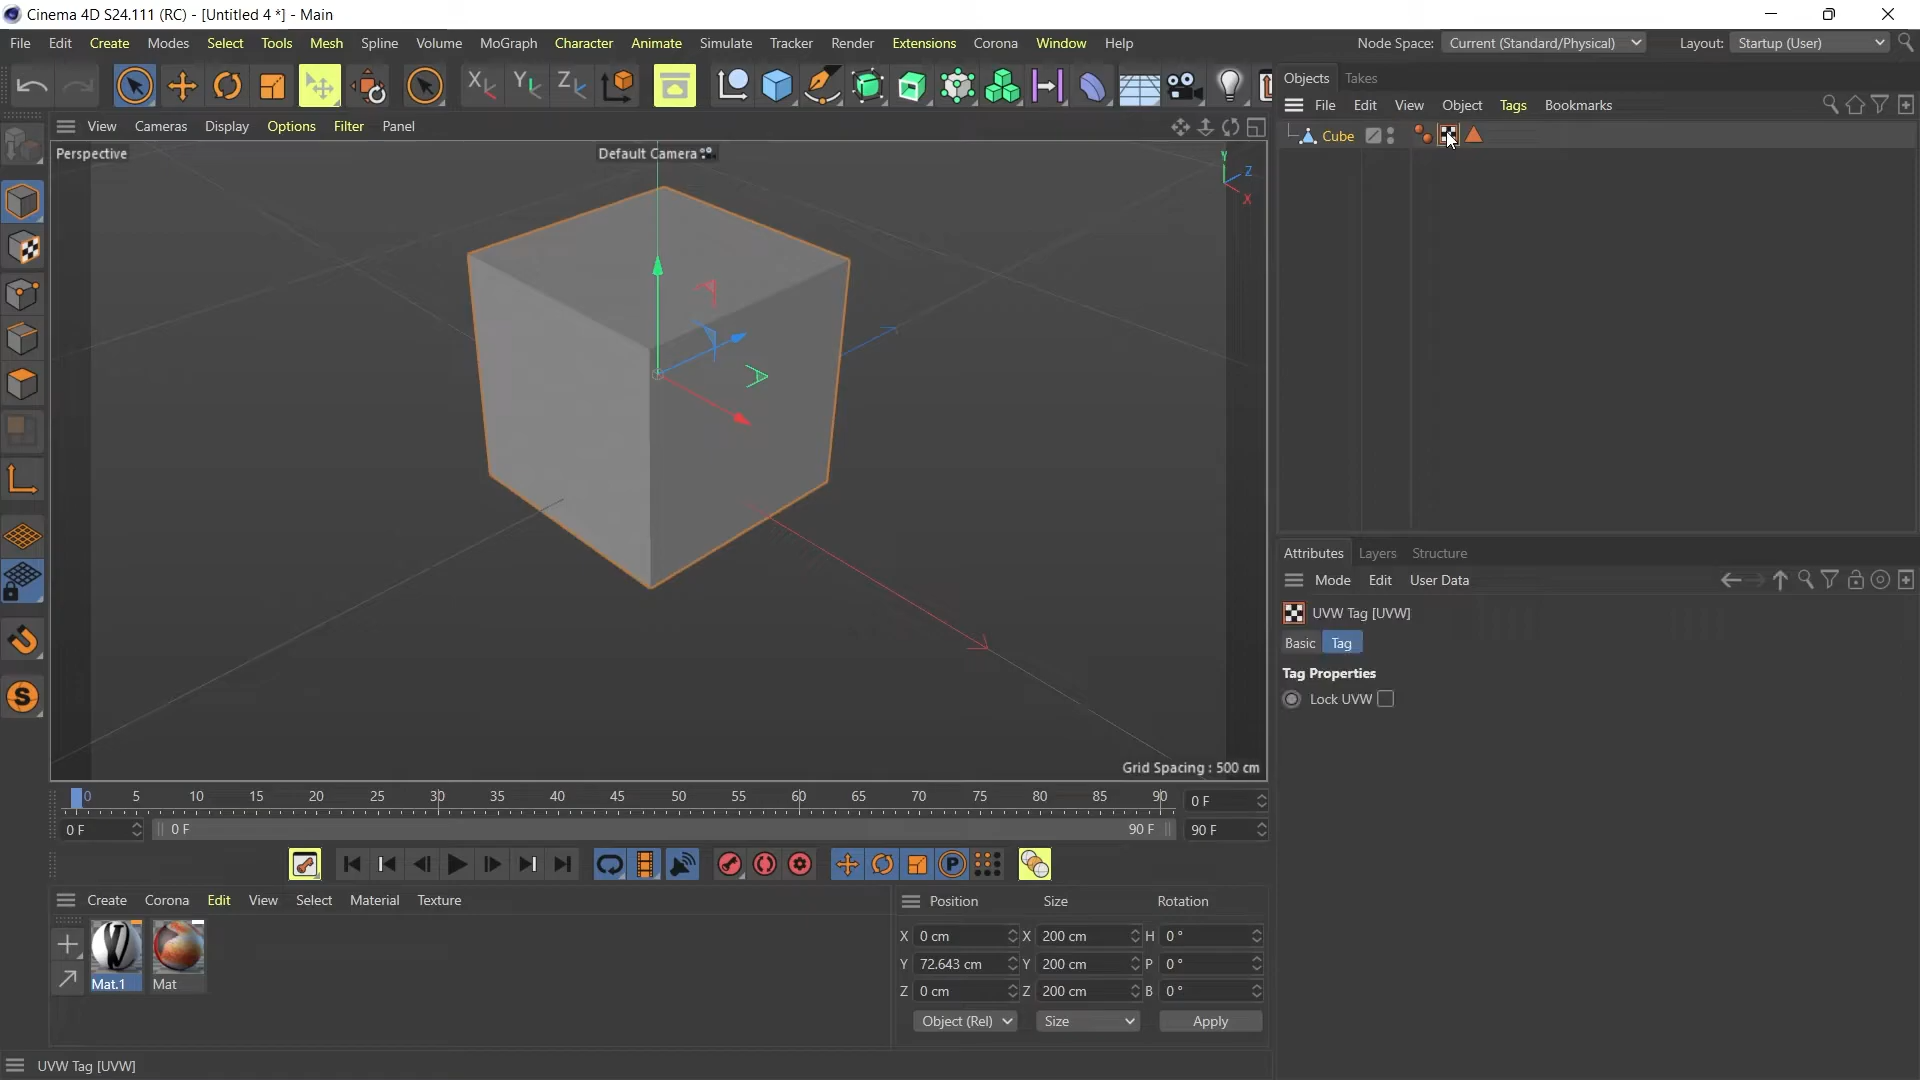 Cinema 4D S24.111 (RC) - [Untitled 4 *] - Main
File Edit Create Modes Select Tools Mesh Spline Volume MoGraph Character Animate Simulate Tracker Render Extensions Corona Window Help Node Space: Current (Standard/Physical) Layout: Startup (User)
X Y Z
Objects Takes
File Edit View Object Tags Bookmarks
View Cameras Display Options Filter Panel
Cube
Perspective Default Camera
Y
Z
X
Grid Spacing : 500 cm
Attributes Layers Structure
Mode Edit User Data
UVW Tag [UVW]
Basic Tag
Tag Properties
Lock UVW
S
0 5 10 15 20 25 30 35 40 45 50 55 60 65 70 75 80 85 90 0 F
0 F 0 F 90 F 90 F
P
Create Corona Edit View Select Material Texture
Mat.1 Mat
Position Size Rotation
X 0 cm X 200 cm H 0 °
Y 72.643 cm Y 200 cm P 0 °
Z 0 cm Z 200 cm B 0 °
Object (Rel) Size Apply
UVW Tag [UVW]